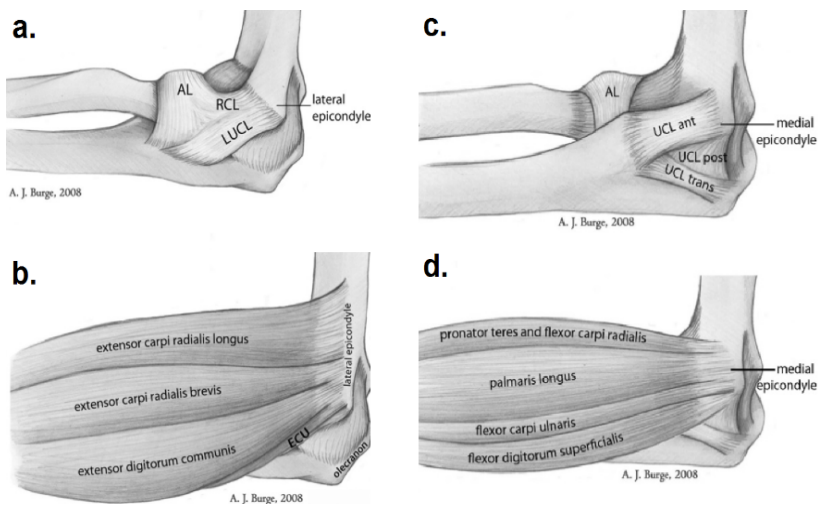 a.
AL
RCL
LUCL
lateral
epicondyle
A. J. Burge, 2008
c.
AL
UCL ant
UCL post
UCL trans
medial
epicondyle
A. J. Burge, 2008
b.
extensor carpi radialis longus
lateral epicondyle
extensor carpi radialis brevis
ECU
extensor digitorum communis
olecranon
A. J. Burge, 2008
d.
pronator teres and flexor carpi radialis
palmaris longus
medial
epicondyle
flexor carpi ulnaris
flexor digitorum superficialis
A. J. Burge, 2008